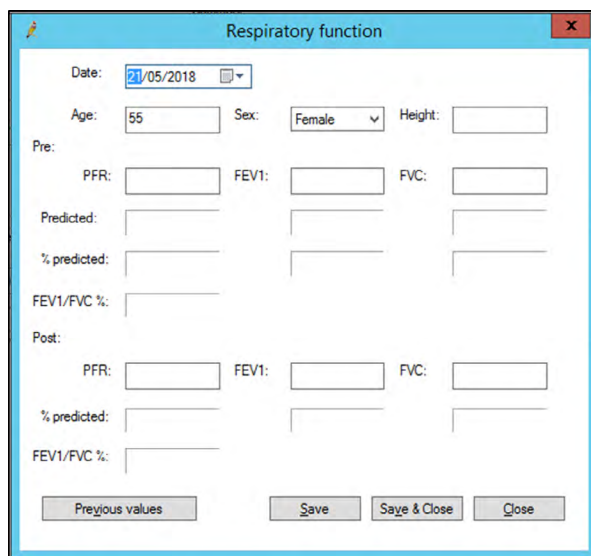 Respiratory function
x
Date: 21/05/2018
Age: 55 Sex: Female Height:
Pre:
PFR: FEV1: FVC:
Predicted:
% predicted:
FEV1/FVC %:
Post:
PFR: FEV1: FVC:
% predicted:
FEV1/FVC %:
Previous values Save Save & Close Close